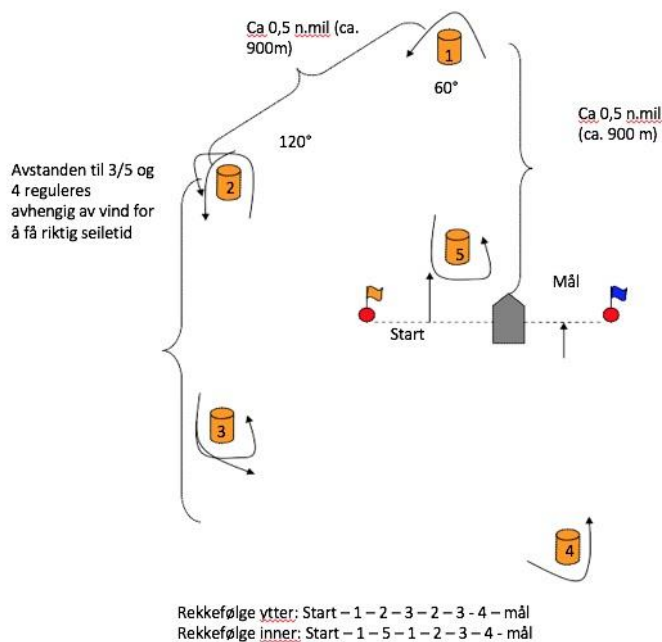 Ca 0,5 n.mil (ca.
900m)
1
60°
Ca 0,5 n.mil
(ca. 900 m)
120°
Avstanden til 3/5 og
4 reguleres
avhengig av vind for
å få riktig seiletid
2
5
Mål
Start
3
4
Rekkefølge ytter: Start – 1 – 2 – 3 – 2 – 3 - 4 – mål
Rekkefølge inner: Start – 1 – 5 – 1 – 2 – 3 – 4 - mål